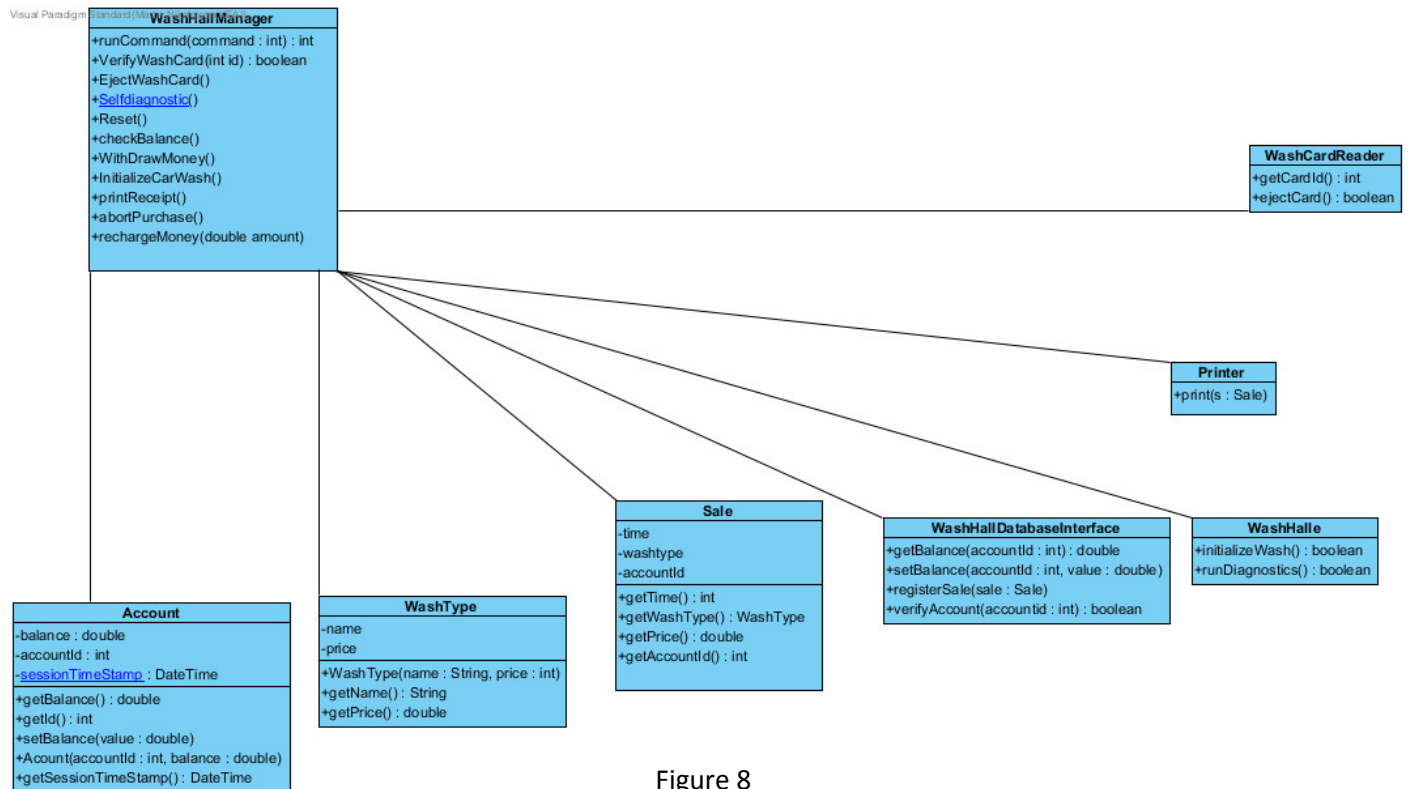 Visual Paradigm Standard
WashHallManager
+runCommand(command : int) : int
+VerifyWashCard(int id) : boolean
+EjectWashCard()
+Selfdiagnostic()
+Reset()
+checkBalance()
+WithDrawMoney()
+InitializeCarWash()
+printReceipt()
+abortPurchase()
+rechargeMoney(double amount)
WashCardReader
+getCardId() : int
+ejectCard() : boolean
Printer
+print(s : Sale)
Sale
-time
-washtype
-accountId
+getTime() : int
+getWashType() : WashType
+getPrice() : double
+getAccountId() : int
WashHallDatabaseInterface
+getBalance(accountId : int) : double
+setBalance(accountId : int, value : double)
+registerSale(sale : Sale)
+verifyAccount(accountid : int) : boolean
WashHalle
+initializeWash() : boolean
+runDiagnostics() : boolean
Account
-balance : double
-accountId : int
-sessionTimeStamp : DateTime
+getBalance() : double
+getId() : int
+setBalance(value : double)
+Acount(accountId : int, balance : double)
+getSessionTimeStamp() : DateTime
WashType
-name
-price
+WashType(name : String, price : int)
+getName() : String
+getPrice() : double
Figure 8